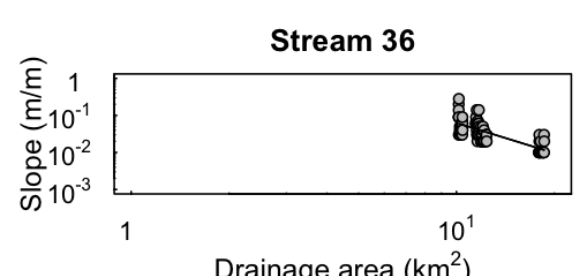 Stream 36
Slope (m/m)
1
10⁻¹
10⁻²
10⁻³
1
10¹
Drainage area (km²)